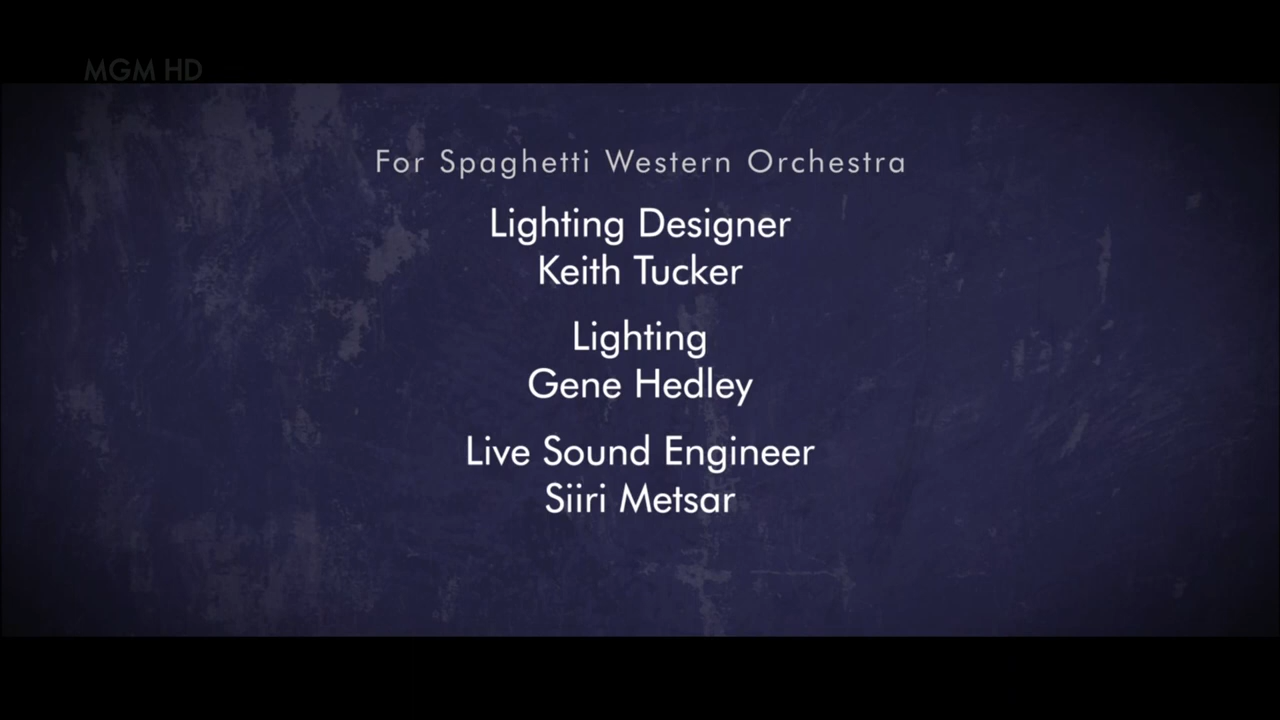 MGM HD
For Spaghetti Western Orchestra
Lighting Designer
Keith Tucker
Lighting
Gene Hedley
Live Sound Engineer
Siiri Metsar